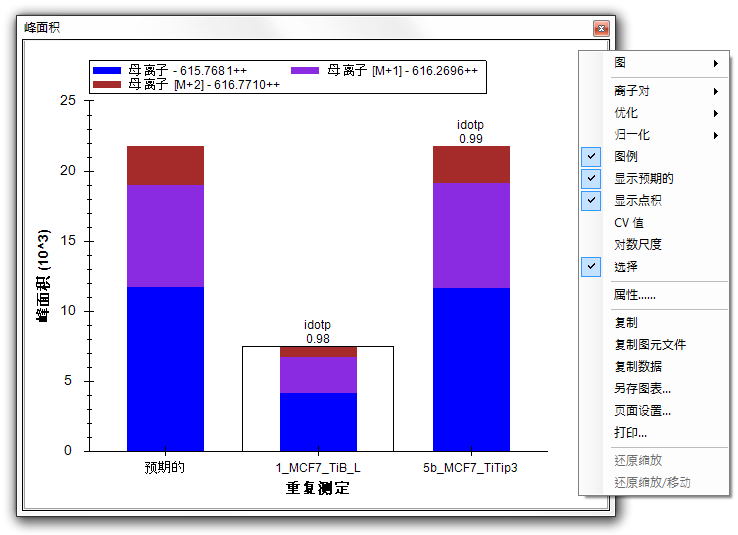 峰面积
母离子 - 615.7681++
母离子 [M+1] - 616.2696++
母离子 [M+2] - 616.7710++
25
20
15
10
5
0
峰面积 (10^3)
idotp
0.98
idotp
0.99
预期的
1_MCF7_TiB_L
5b_MCF7_TiTip3
重复测定
图
离子对
优化
归一化
图例
显示预期的
显示点积
CV 值
对数尺度
选择
属性......
复制
复制图元文件
复制数据
另存图表...
页面设置...
打印...
还原缩放
还原缩放/移动